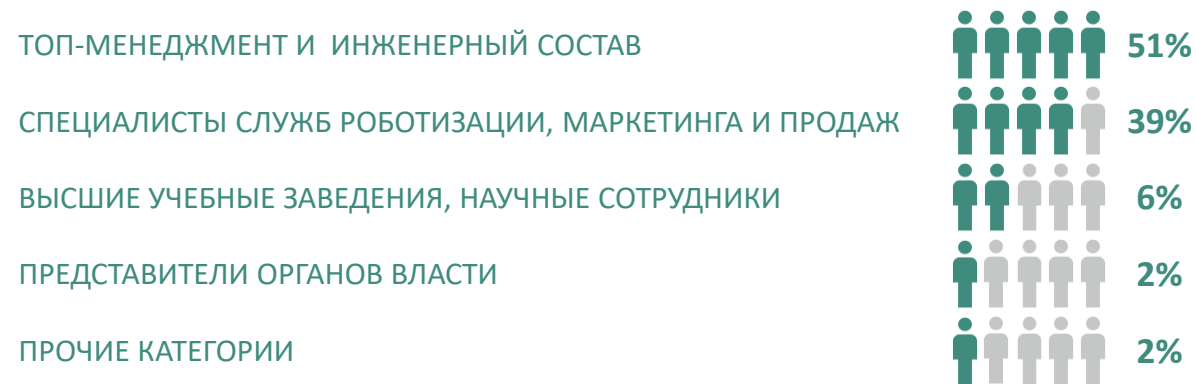 ТОП-МЕНЕДЖМЕНТ И ИНЖЕНЕРНЫЙ СОСТАВ 51%
СПЕЦИАЛИСТЫ СЛУЖБ РОБОТИЗАЦИИ, МАРКЕТИНГА И ПРОДАЖ 39%
ВЫСШИЕ УЧЕБНЫЕ ЗАВЕДЕНИЯ, НАУЧНЫЕ СОТРУДНИКИ 6%
ПРЕДСТАВИТЕЛИ ОРГАНОВ ВЛАСТИ 2%
ПРОЧИЕ КАТЕГОРИИ 2%